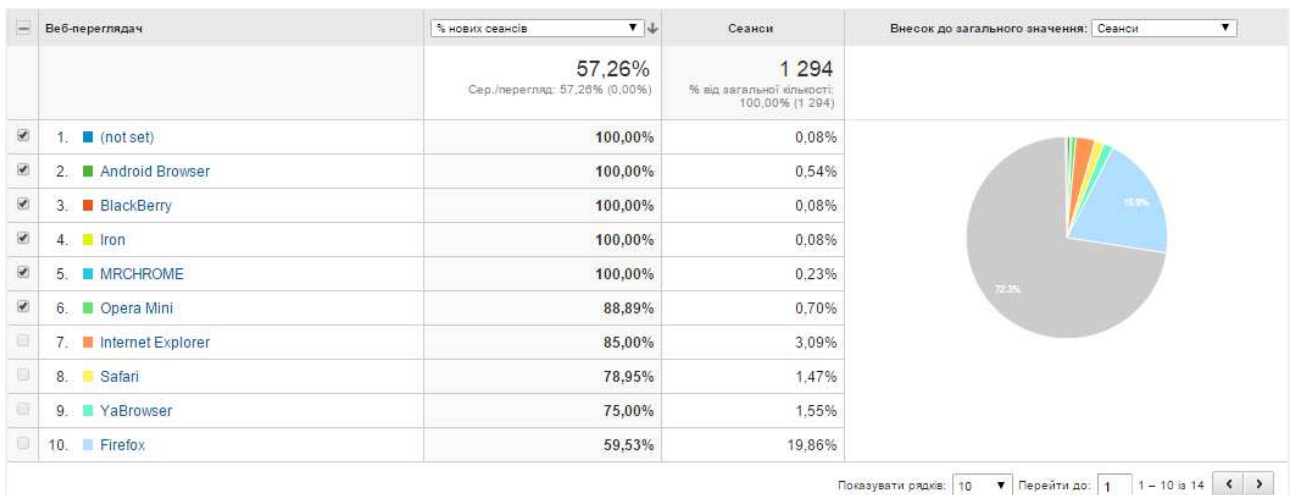 Веб-переглядач % нових сеансів Сеанси Внесок до загального значення: Сеанси
57,26% 1 294
Сер./перегляд: 57,26% (0,00%) % від загальної кількості:
100,00% (1 294)
1. (not set) 100,00% 0,08%
2. Android Browser 100,00% 0,54%
3. BlackBerry 100,00% 0,08%
4. Iron 100,00% 0,08%
5. MRCHROME 100,00% 0,23%
6. Opera Mini 88,89% 0,70%
7. Internet Explorer 85,00% 3,09%
8. Safari 78,95% 1,47%
9. YaBrowser 75,00% 1,55%
10. Firefox 59,53% 19,86%
19,9%
72,3%
Показувати рядків: 10 Перейти до: 1 1 – 10 із 14